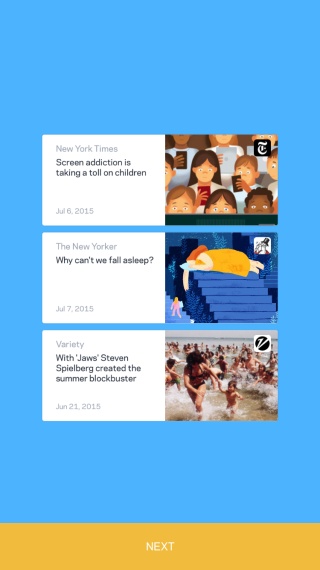 New York Times
Screen addiction is
taking a toll on children
Jul 6, 2015
The New Yorker
Why can't we fall asleep?
Jul 7, 2015
Variety
With 'Jaws' Steven
Spielberg created the
summer blockbuster
Jun 21, 2015
NEXT